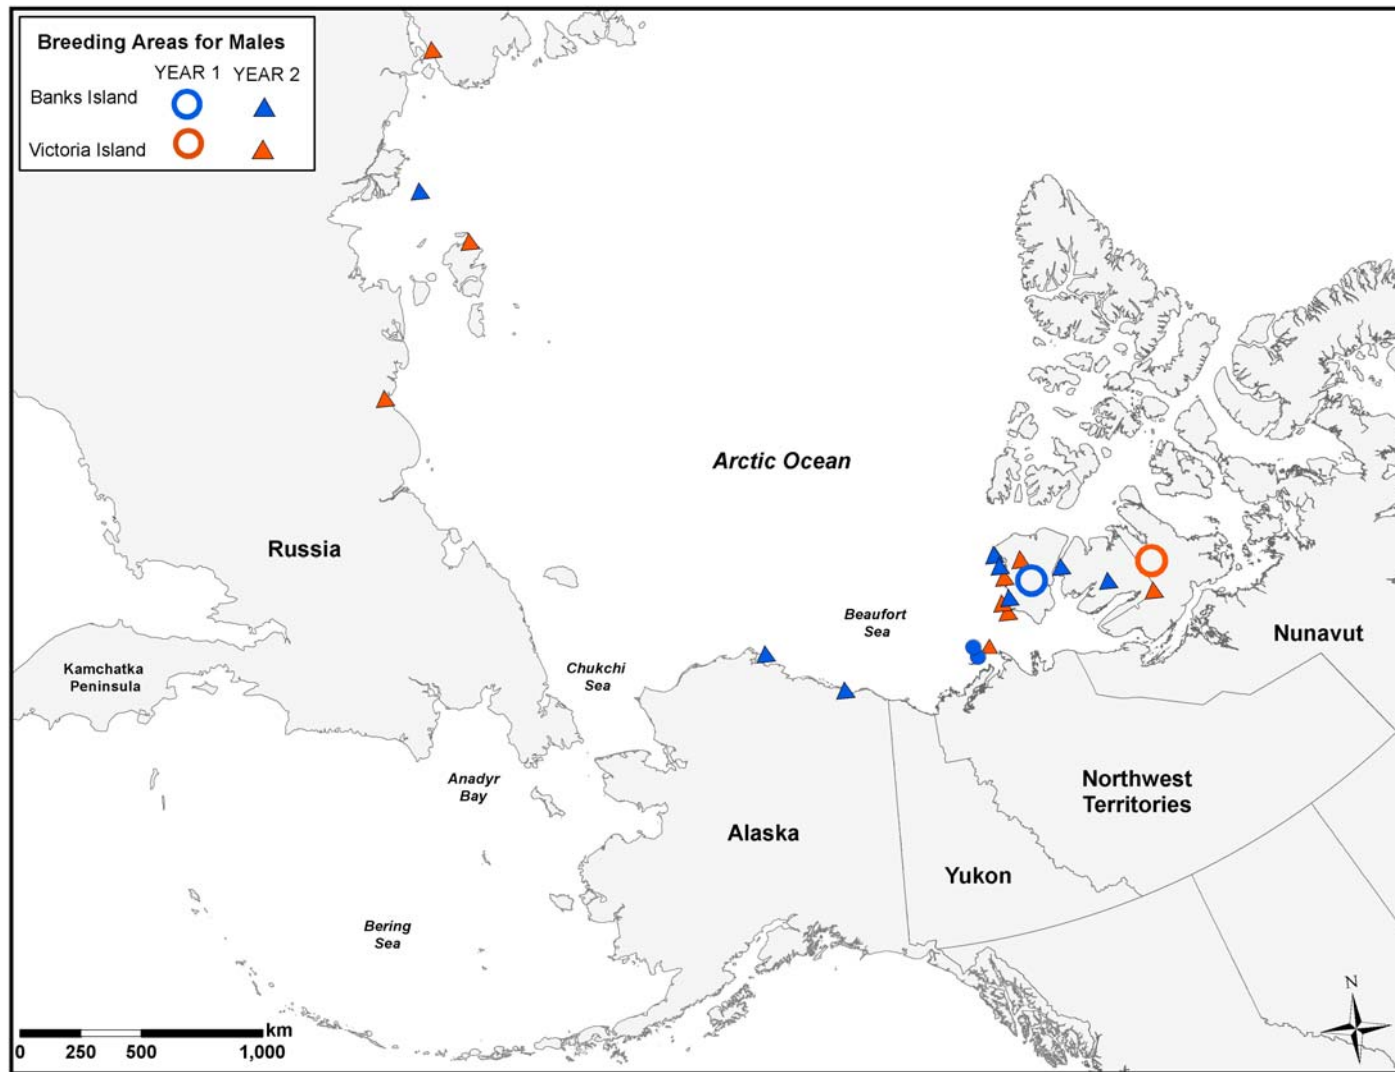 Breeding Areas for Males
YEAR 1 YEAR 2
Banks Island
Victoria Island
Arctic Ocean
Russia
Beaufort
Sea
Nunavut
Kamchatka
Peninsula
Chukchi
Sea
Anadyr
Bay
Northwest
Territories
Alaska
Yukon
Bering
Sea
N
km
0 250 500 1,000